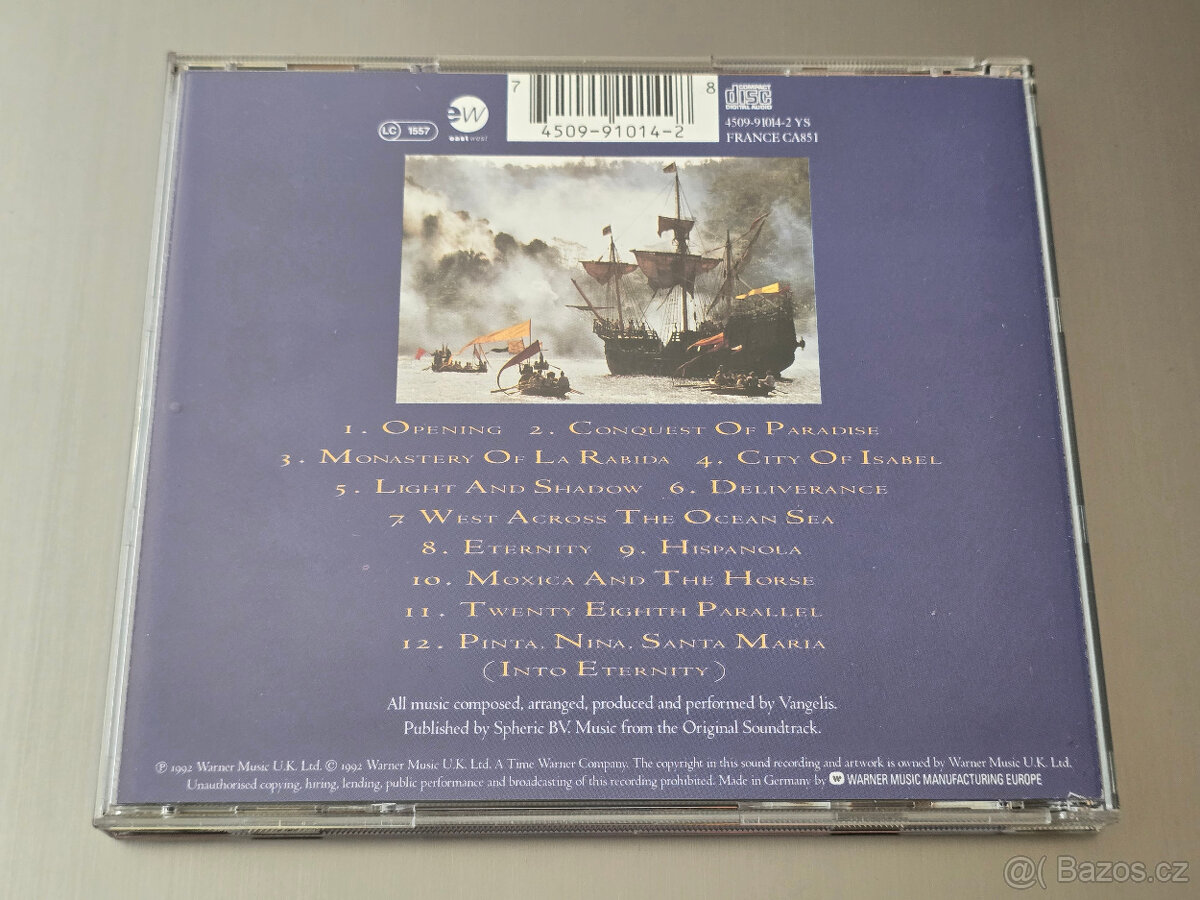 7 8
4509-91014-2
COMPACT
disc
DIGITAL AUDIO
LC 1557
ew
eastwest
4509-91014-2 YS
FRANCE CA851
1. Opening 2. Conquest Of Paradise
3. Monastery Of La Rabida 4. City Of Isabel
5. Light And Shadow 6. Deliverance
7. West Across The Ocean Sea
8. Eternity 9. Hispanola
10. Moxica And The Horse
11. Twenty Eighth Parallel
12. Pinta, Nina, Santa Maria
(Into Eternity)
All music composed, arranged, produced and performed by Vangelis.
Published by Spheric BV. Music from the Original Soundtrack.
℗ 1992 Warner Music U.K. Ltd. © 1992 Warner Music U.K. Ltd. A Time Warner Company. The copyright in this sound recording and artwork is owned by Warner Music U.K. Ltd.
Unauthorised copying, hiring, lending, public performance and broadcasting of this recording prohibited. Made in Germany by WARNER MUSIC MANUFACTURING EUROPE
@( Bazos.cz